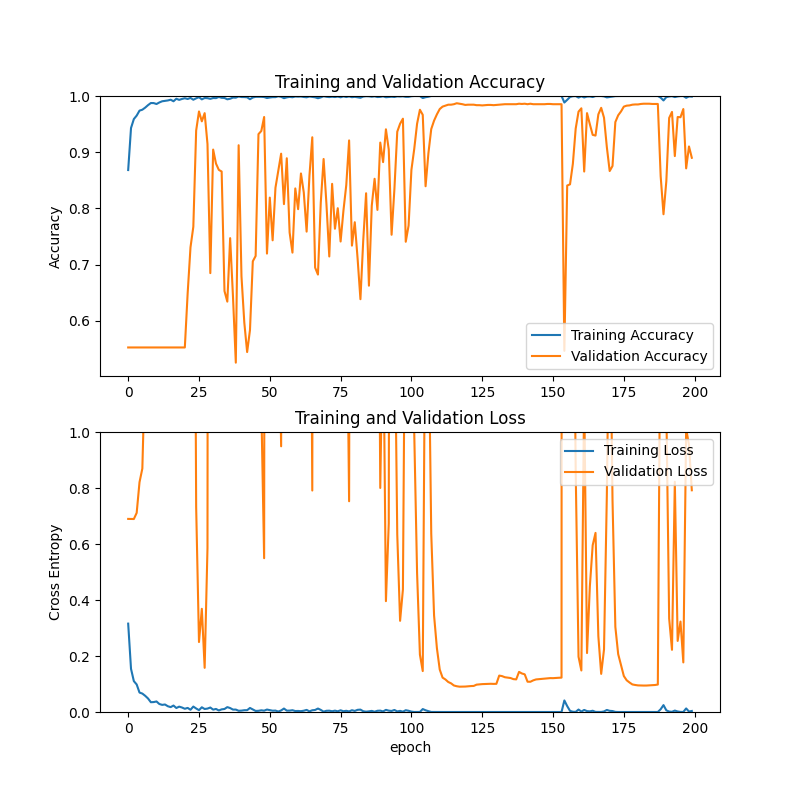 Training and Validation Accuracy
1.0
0.9
0.8
0.7
0.6
Accuracy
Training Accuracy
Validation Accuracy
0 25 50 75 100 125 150 175 200
Training and Validation Loss
1.0
0.8
0.6
0.4
0.2
0.0
Cross Entropy
Training Loss
Validation Loss
0 25 50 75 100 125 150 175 200
epoch